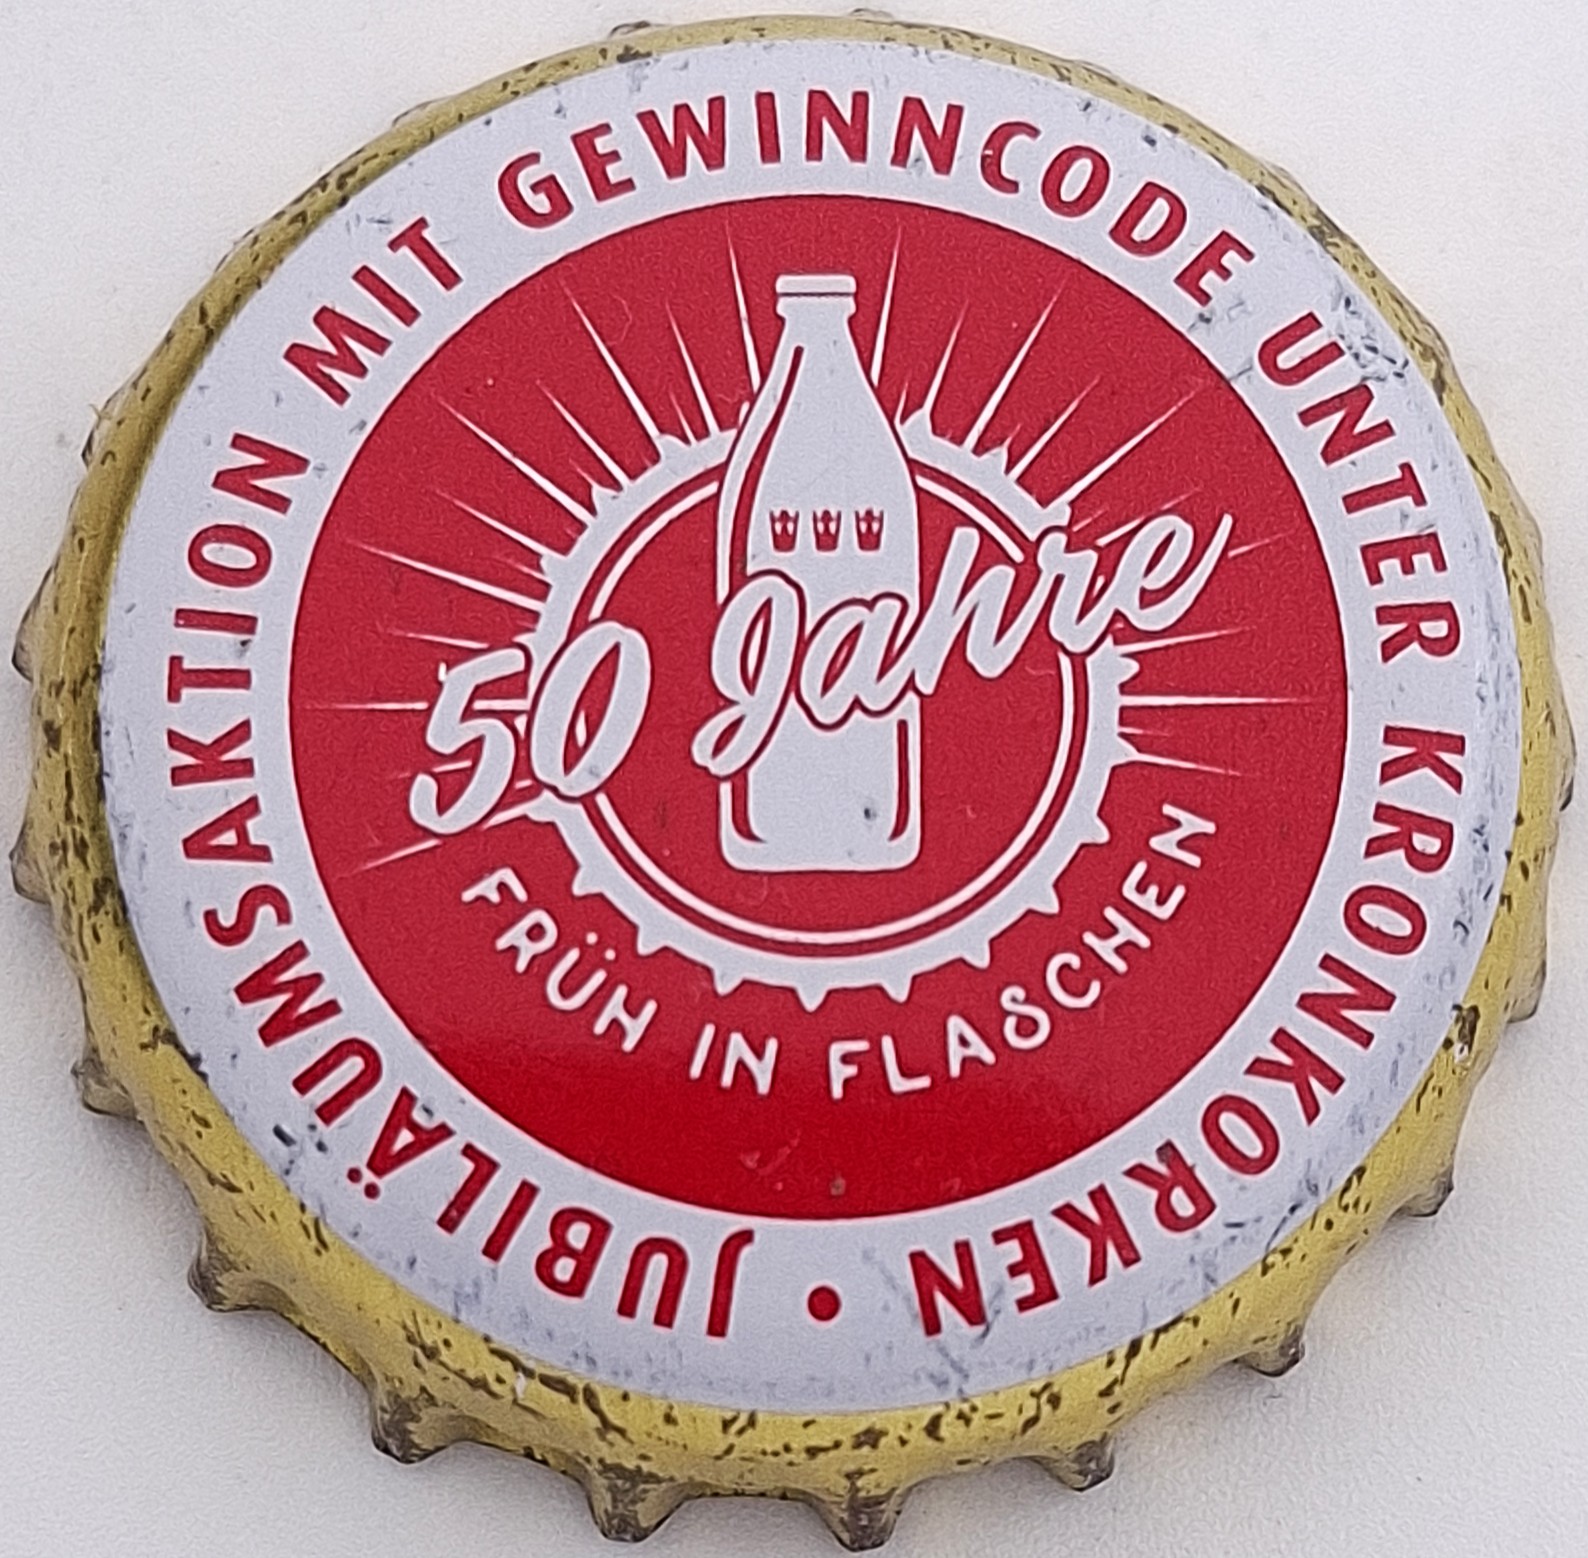 JUBILÄUMSAKTION MIT GEWINNCODE UNTER KRONKORKEN •
50 Jahre
FRÜH IN FLASCHEN